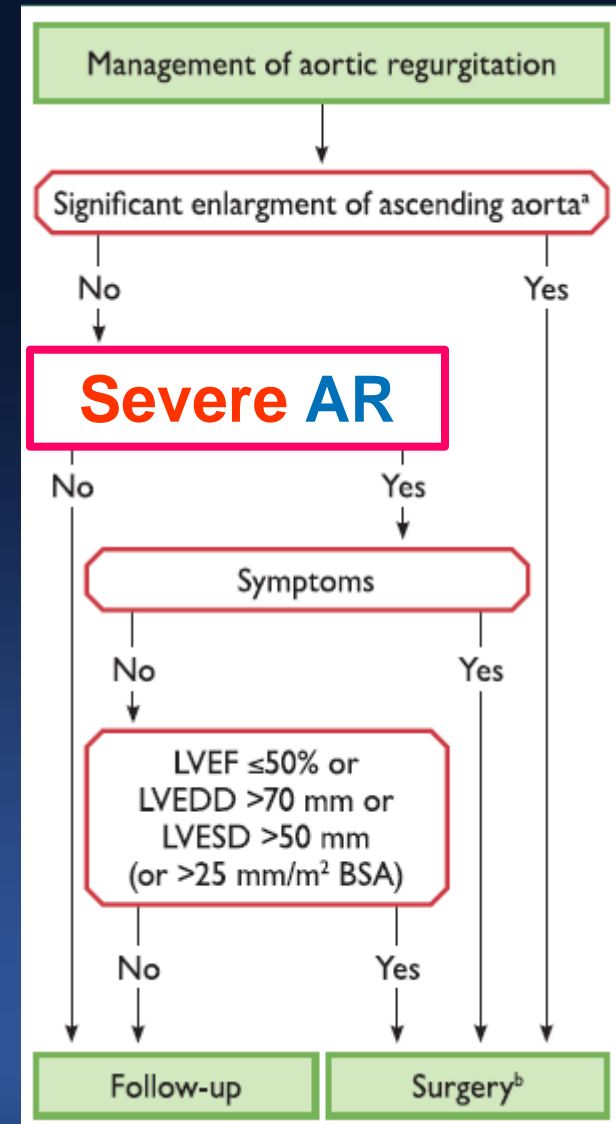 Management of aortic regurgitation
Significant enlargment of ascending aortaᵃ
No
Yes
Severe AR
No
Yes
Symptoms
No
Yes
LVEF ≤50% or
LVEDD >70 mm or
LVESD >50 mm
(or >25 mm/m² BSA)
No
Yes
Follow-up
Surgeryᵇ